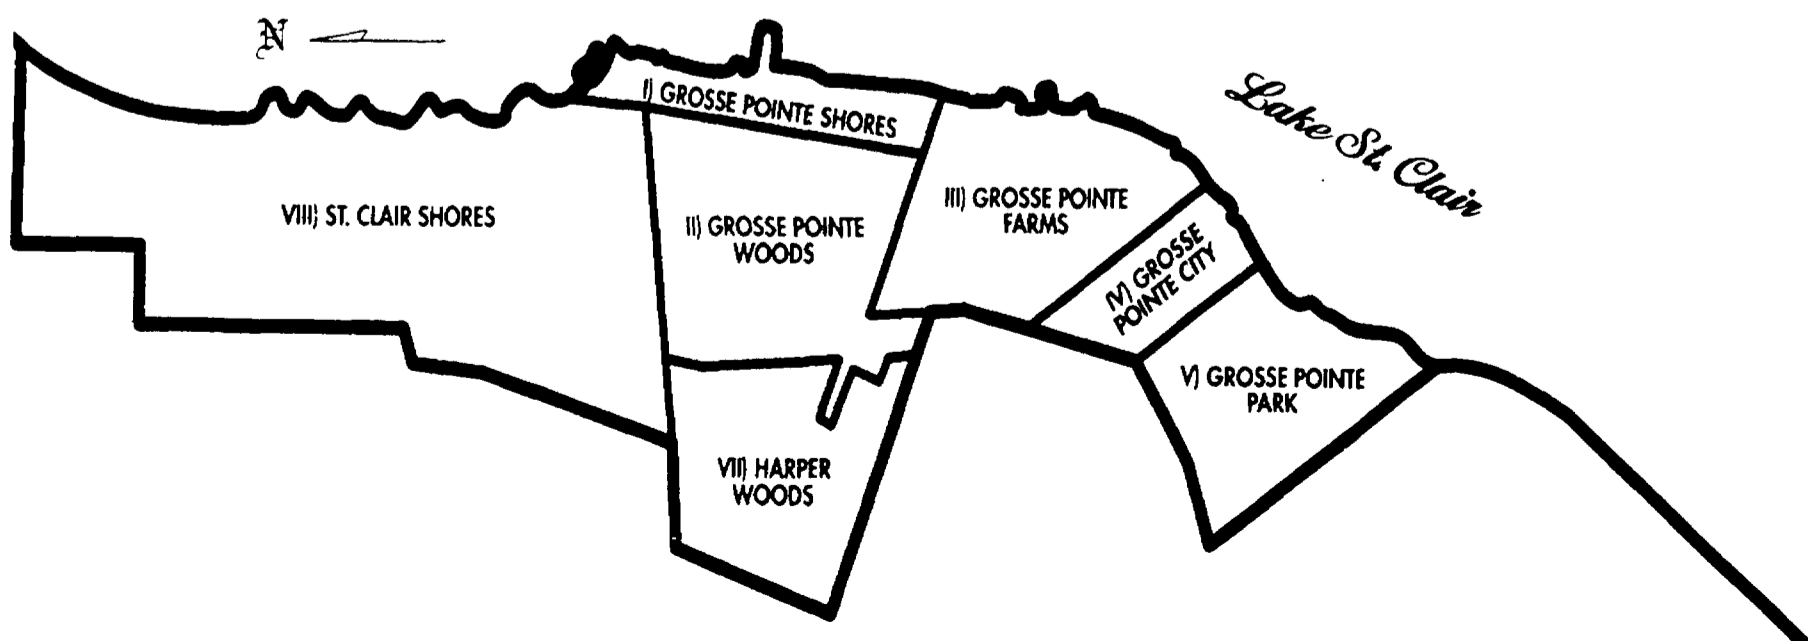 N
Lake St. Clair
I) GROSSE POINTE SHORES
VIII) ST. CLAIR SHORES
II) GROSSE POINTE
WOODS
III) GROSSE POINTE
FARMS
IV) GROSSE
POINTE CITY
V) GROSSE POINTE
PARK
VII) HARPER
WOODS